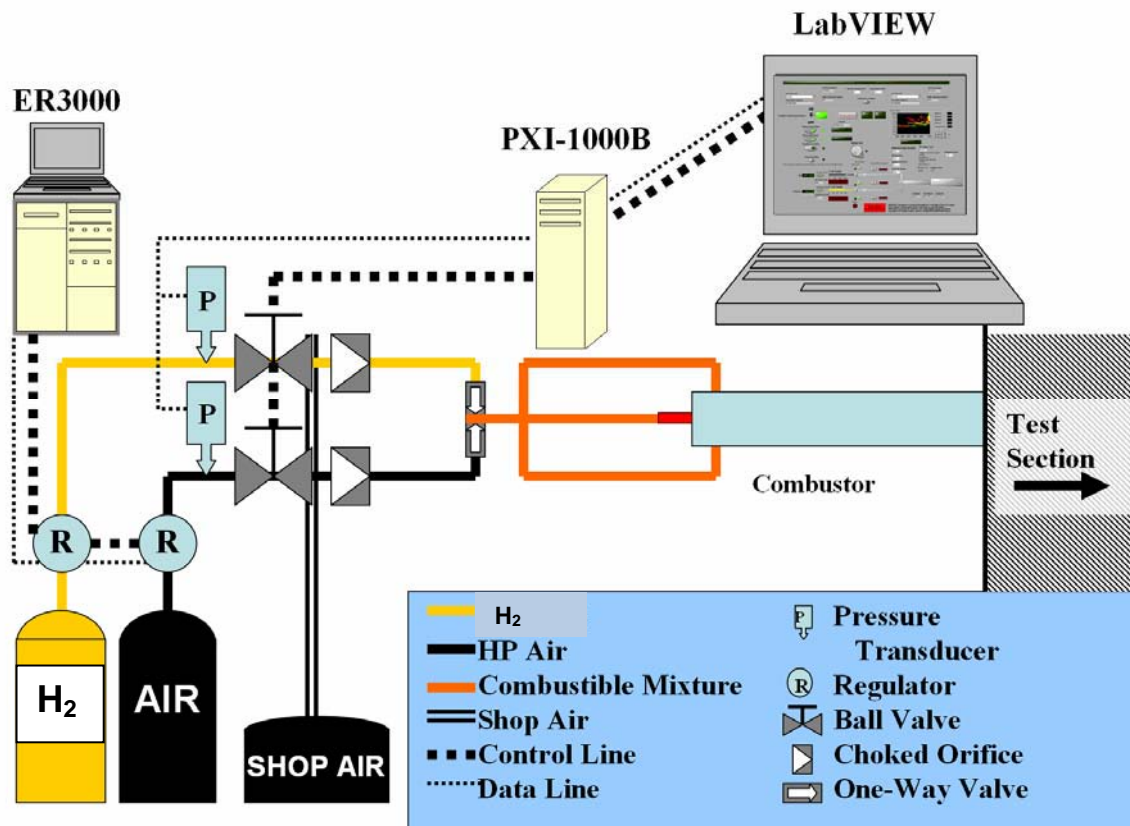 LabVIEW
ER3000
PXI-1000B
P
P
R
R
Test
Section
Combustor
H₂
AIR
SHOP AIR
H₂
HP Air
Combustible Mixture
Shop Air
Control Line
Data Line
P
Pressure
Transducer
R
Regulator
Ball Valve
Choked Orifice
One-Way Valve